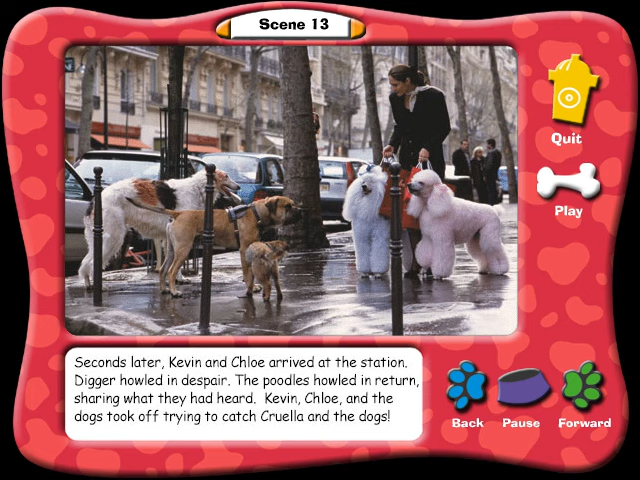 Scene 13
Quit
Play
Seconds later, Kevin and Chloe arrived at the station.
Digger howled in despair. The poodles howled in return,
sharing what they had heard.  Kevin, Chloe, and the
dogs took off trying to catch Cruella and the dogs!
Back
Pause
Forward